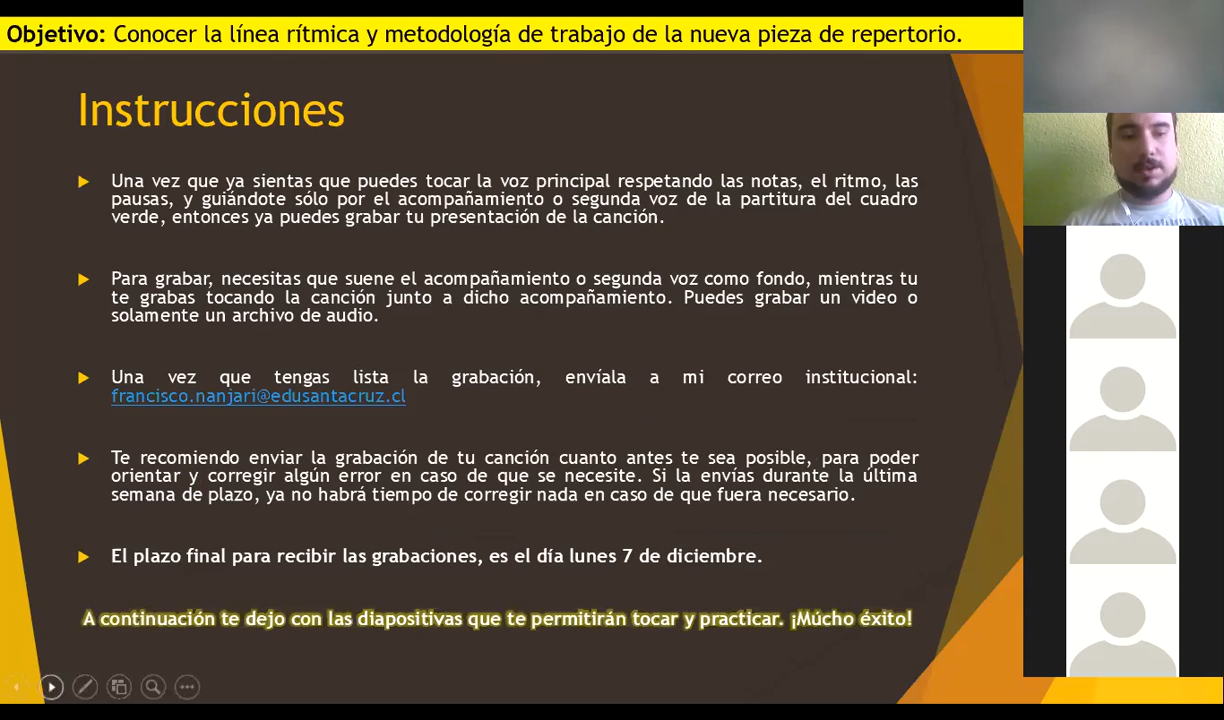 Objetivo: Conocer la línea rítmica y metodología de trabajo de la nueva pieza de repertorio.
Instrucciones
Una vez que ya sientas que puedes tocar la voz principal respetando las notas, el ritmo, las
pausas, y guiándote sólo por el acompañamiento o segunda voz de la partitura del cuadro
verde, entonces ya puedes grabar tu presentación de la canción.
Para grabar, necesitas que suene el acompañamiento o segunda voz como fondo, mientras tu
te grabas tocando la canción junto a dicho acompañamiento. Puedes grabar un video o
solamente un archivo de audio.
Una vez que tengas lista la grabación, envíala a mi correo institucional:
francisco.nanjari@edusantacruz.cl
Te recomiendo enviar la grabación de tu canción cuanto antes te sea posible, para poder
orientar y corregir algún error en caso de que se necesite. Si la envías durante la última
semana de plazo, ya no habrá tiempo de corregir nada en caso de que fuera necesario.
El plazo final para recibir las grabaciones, es el día lunes 7 de diciembre.
A continuación te dejo con las diapositivas que te permitirán tocar y practicar. ¡Múcho éxito!